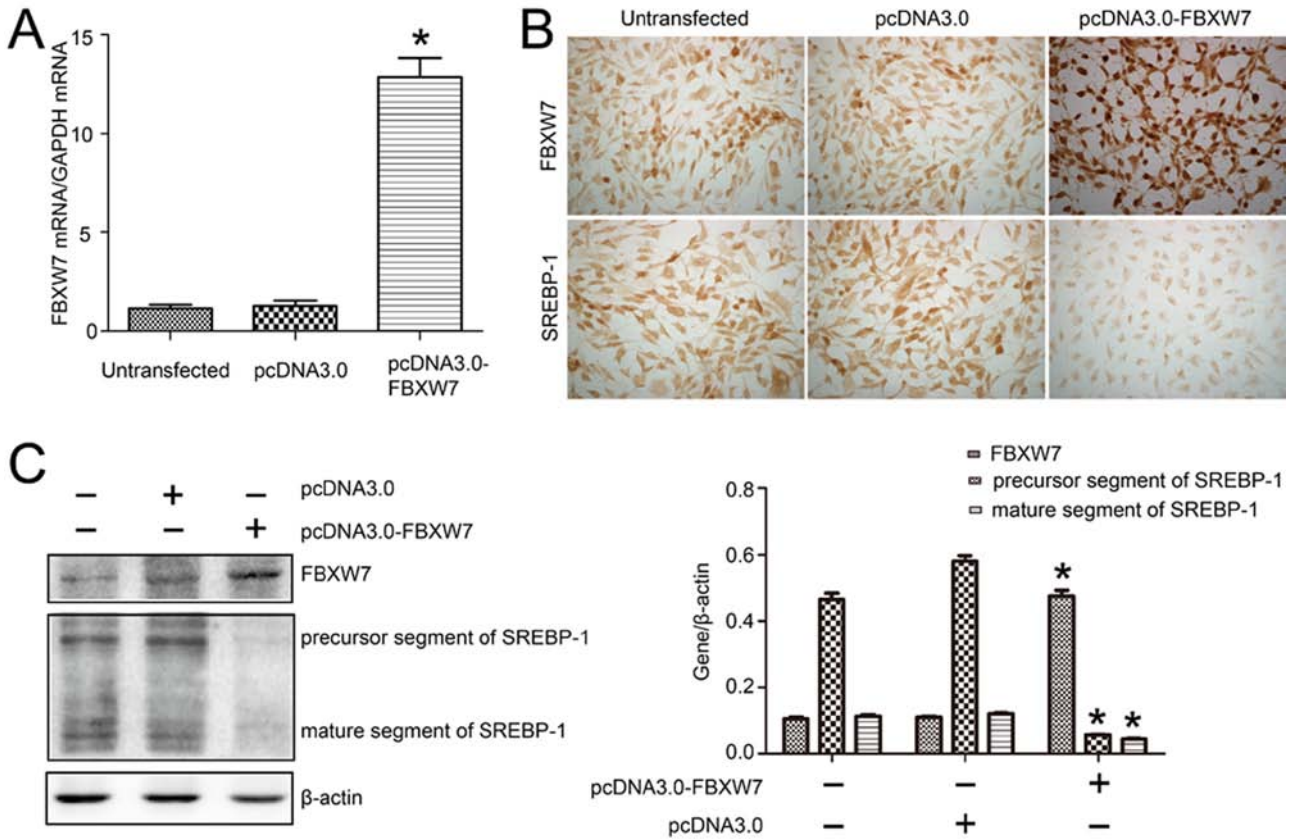 A
FBXW7 mRNA/GAPDH mRNA
15
10
5
0
*
Untransfected
pcDNA3.0
pcDNA3.0-
FBXW7
B
Untransfected
pcDNA3.0
pcDNA3.0-FBXW7
FBXW7
SREBP-1
C
– + – pcDNA3.0
– – + pcDNA3.0-FBXW7
FBXW7
precursor segment of SREBP-1
mature segment of SREBP-1
β-actin
FBXW7
precursor segment of SREBP-1
mature segment of SREBP-1
Gene/β-actin
0.8
0.6
0.4
0.2
0.0
*
* *
pcDNA3.0-FBXW7 – – +
pcDNA3.0 – + –